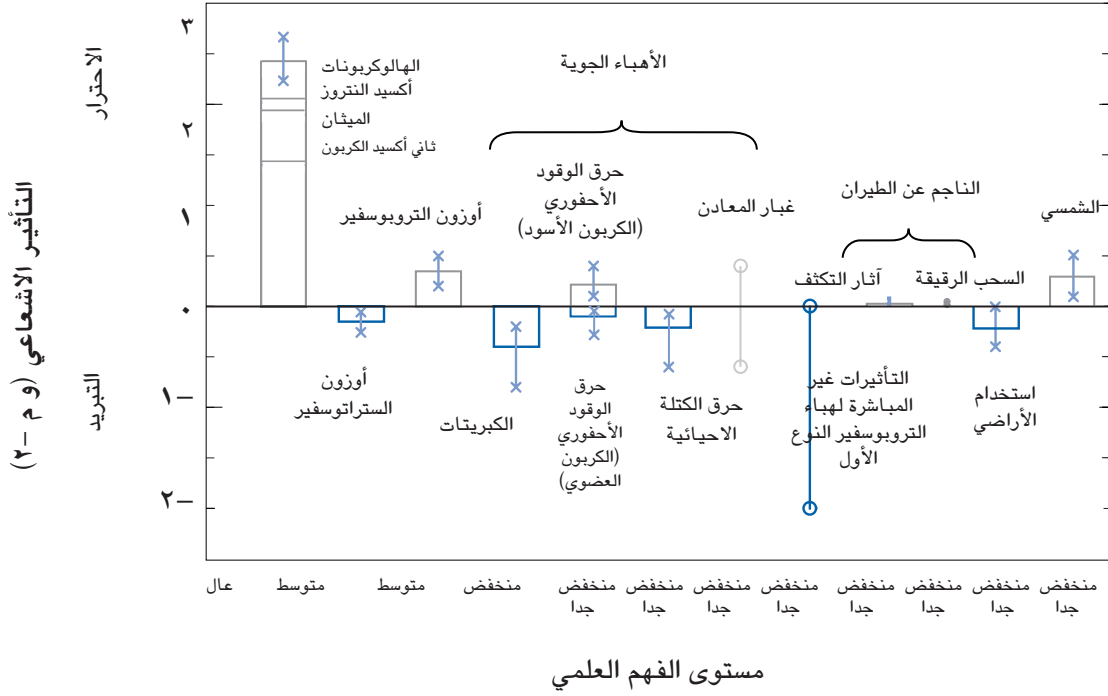 التأثير الاشعاعي (و م –٢)
الاحترار
التبريد
٣
٢
١
٠
١–
٢–
الهالوكربونات
أكسيد النتروز
الميثان
ثاني أكسيد الكربون
أوزون التروبوسفير
أوزون
الستراتوسفير
الأهباء الجوية
الكبريتات
حرق الوقود
الأحفوري
(الكربون الأسود)
حرق
الوقود
الأحفوري
(الكربون
العضوي)
حرق الكتلة
الاحيائية
غبار المعادن
التأثيرات غير
المباشرة لهباء
التروبوسفير النوع
الأول
الناجم عن الطيران
آثار التكثف
السحب الرقيقة
استخدام
الأراضي
الشمسي
عال
متوسط
متوسط
منخفض
منخفض
جدا
منخفض
جدا
منخفض
جدا
منخفض
جدا
منخفض
جدا
منخفض
جدا
منخفض
جدا
منخفض
جدا
مستوى الفهم العلمي